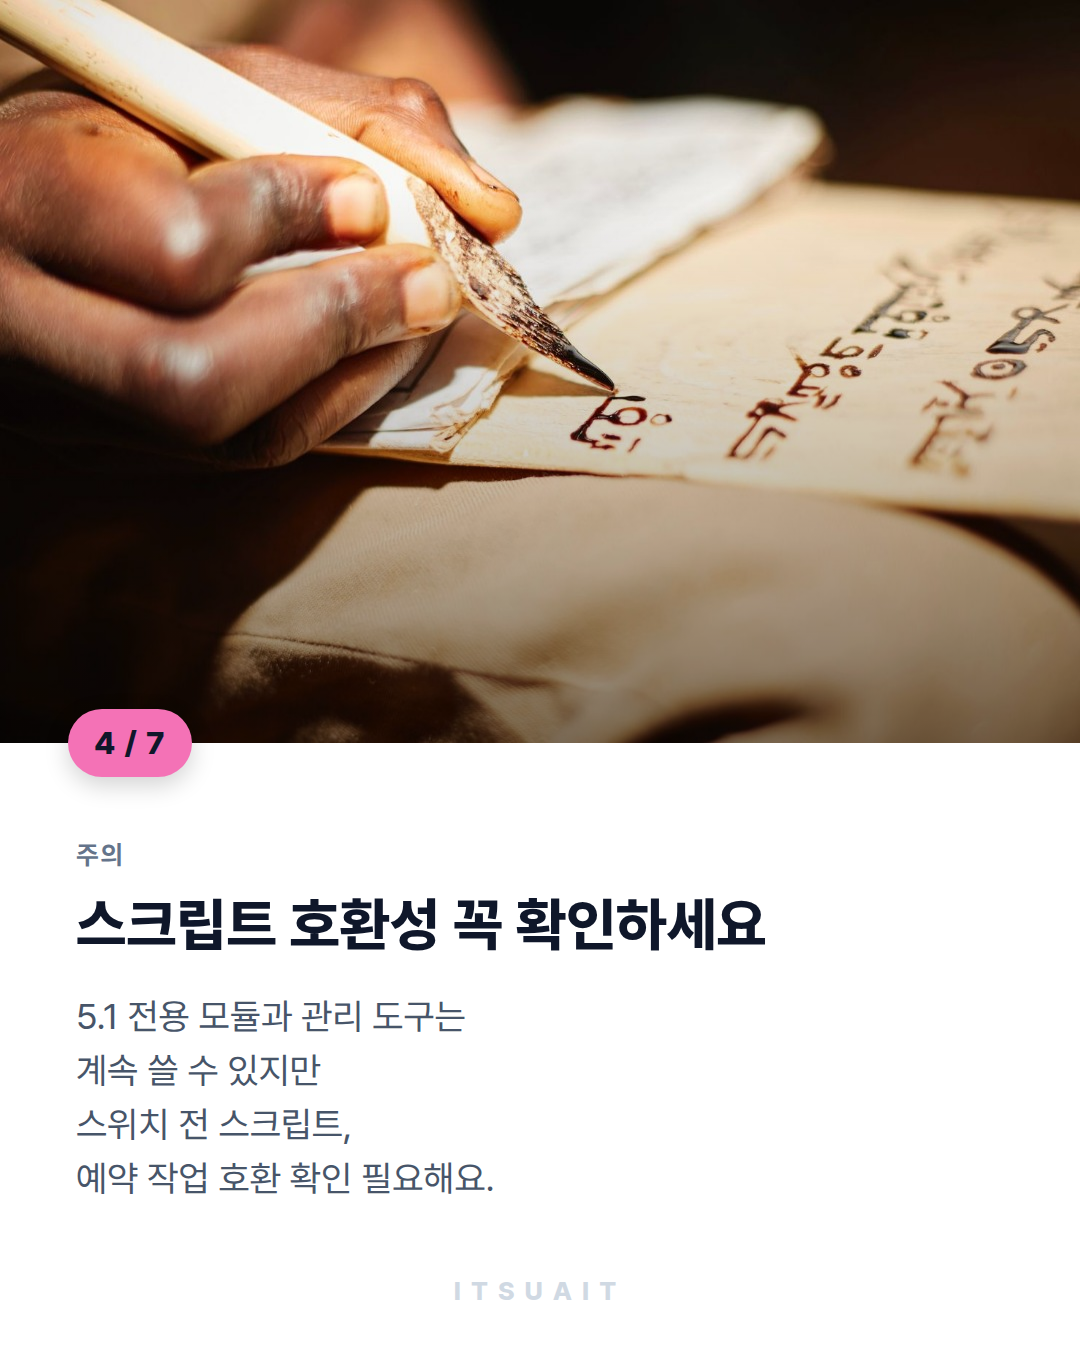 4 / 7
주의
스크립트 호환성 꼭 확인하세요
5.1 전용 모듈과 관리 도구는
계속 쓸 수 있지만
스위치 전 스크립트,
예약 작업 호환 확인 필요해요.
ITSUAIT